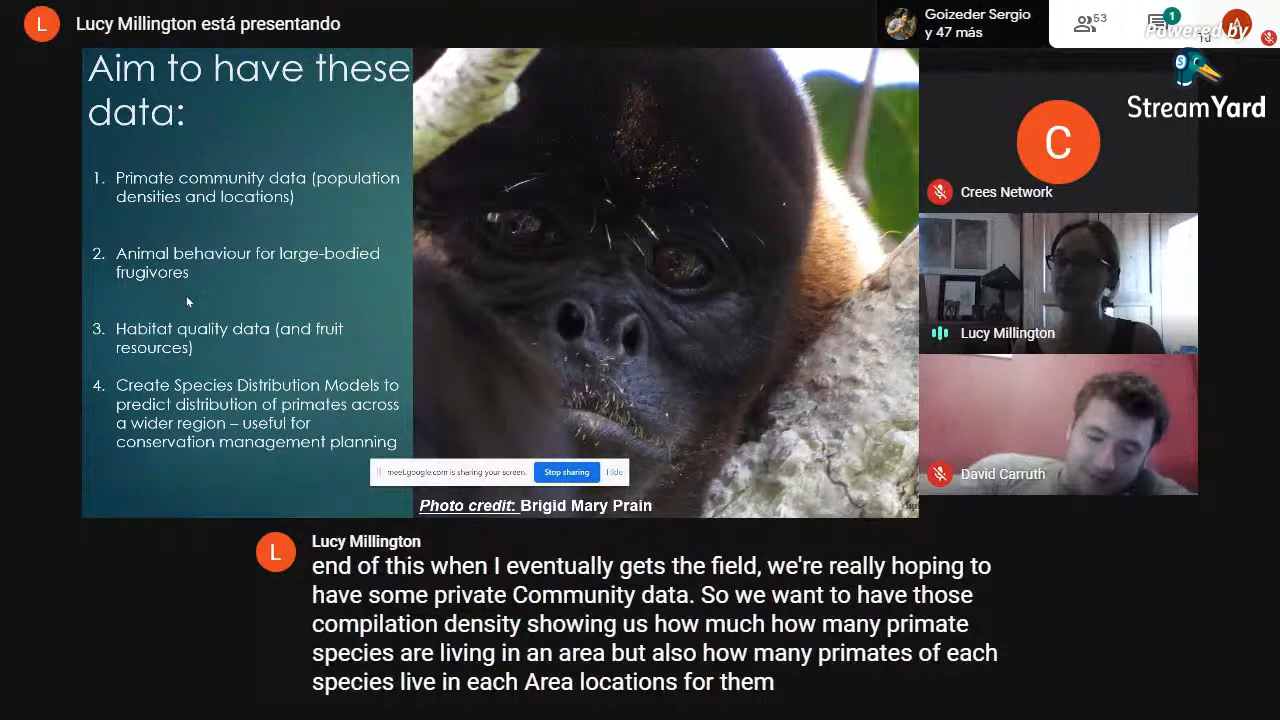 L
Lucy Millington está presentando
Goizeder Sergio
y 47 más
53
1
A
Powered by
StreamYard
Aim to have these
data:
1. Primate community data (population
densities and locations)
2. Animal behaviour for large-bodied
frugivores
3. Habitat quality data (and fruit
resources)
4. Create Species Distribution Models to
predict distribution of primates across
a wider region – useful for
conservation management planning
meet.google.com is sharing your screen.
Stop sharing
Hide
Photo credit: Brigid Mary Prain
C
Crees Network
Lucy Millington
David Carruth
L
Lucy Millington
end of this when I eventually gets the field, we're really hoping to
have some private Community data. So we want to have those
compilation density showing us how much how many primate
species are living in an area but also how many primates of each
species live in each Area locations for them